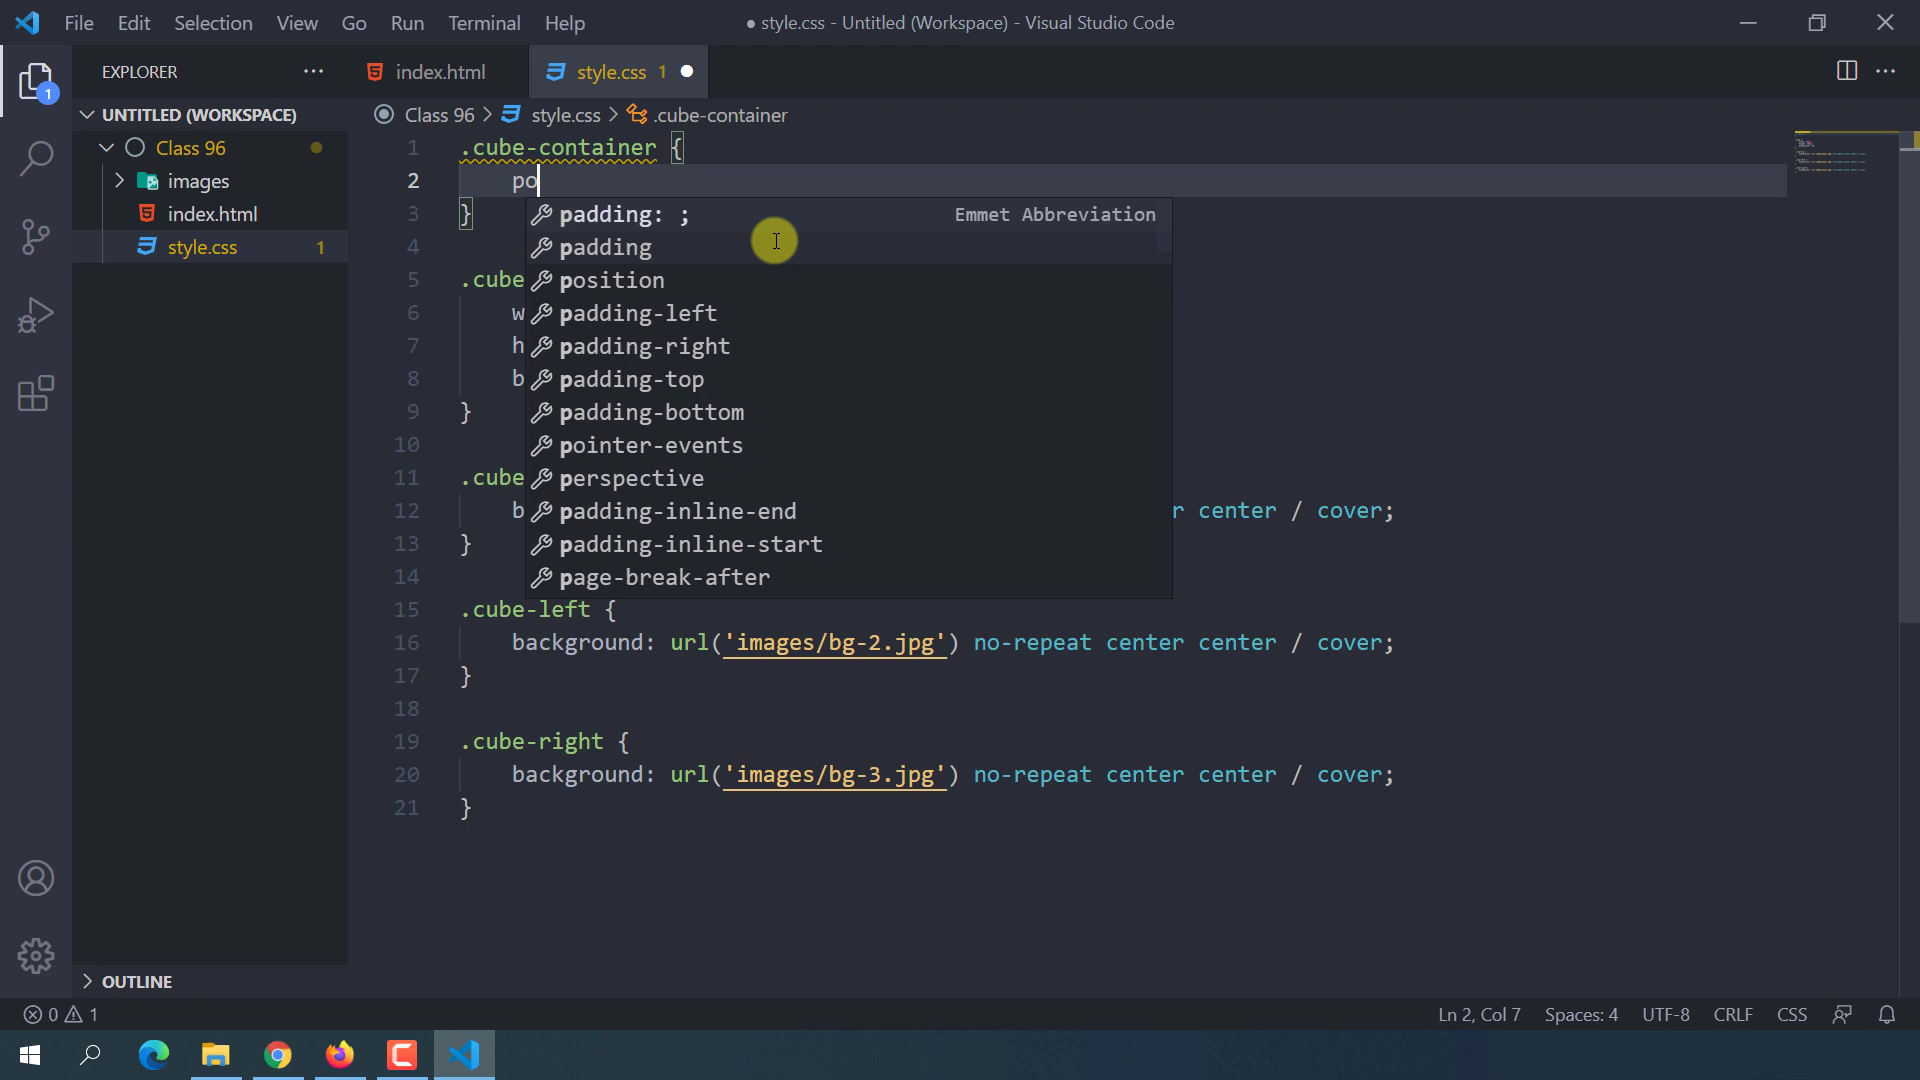 File Edit Selection View Go Run Terminal Help
● style.css - Untitled (Workspace) - Visual Studio Code
EXPLORER ···
index.html
style.css 1 ●
UNTITLED (WORKSPACE)
Class 96 > style.css > .cube-container
Class 96
images
index.html
style.css 1
1
1 .cube-container {
2 po
3 }
4
5 .cube
6 w
7 h
8 b
9 }
10
11 .cube
12 b r center / cover;
13 }
14
15 .cube-left {
16 background: url('images/bg-2.jpg') no-repeat center center / cover;
17 }
18
19 .cube-right {
20 background: url('images/bg-3.jpg') no-repeat center center / cover;
21 }
padding: ; Emmet Abbreviation
padding
position
padding-left
padding-right
padding-top
padding-bottom
pointer-events
perspective
padding-inline-end
padding-inline-start
page-break-after
OUTLINE
0 1
Ln 2, Col 7 Spaces: 4 UTF-8 CRLF CSS